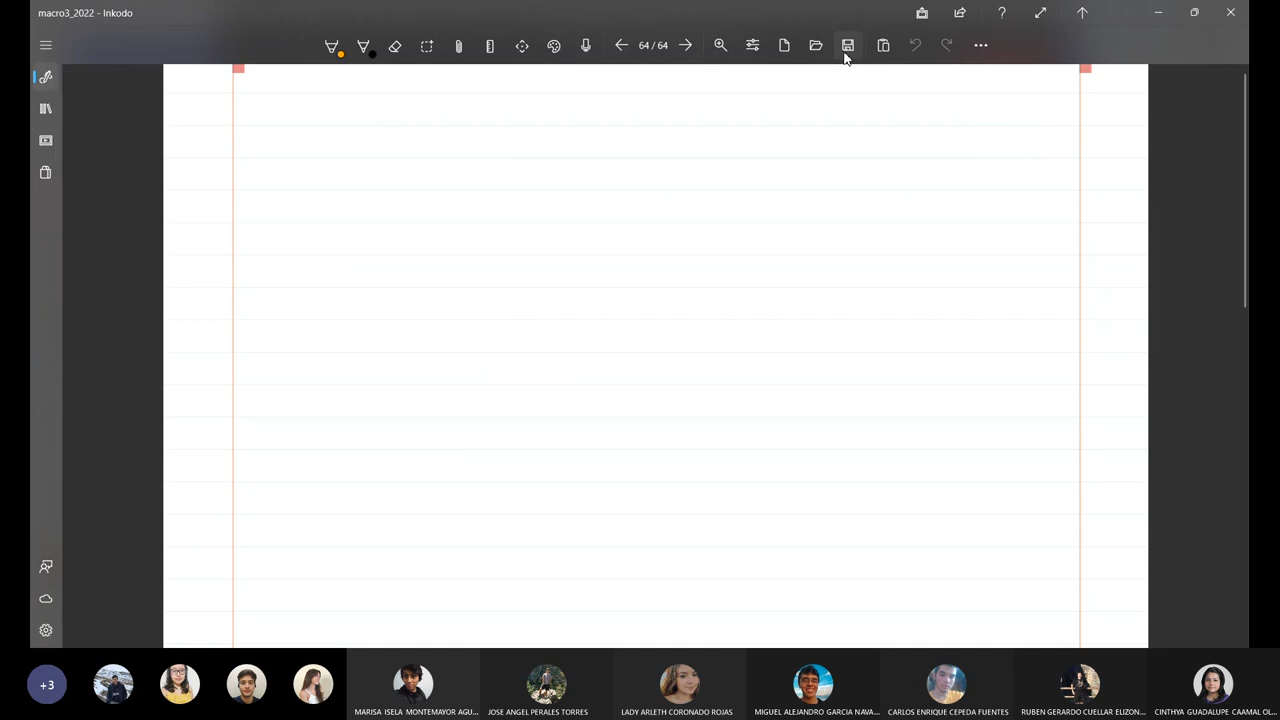 macro3_2022 - Inkodo
64 / 64
+3
MARISA ISELA MONTEMAYOR AGU...
JOSE ANGEL PERALES TORRES
LADY ARLETH CORONADO ROJAS
MIGUEL ALEJANDRO GARCIA NAVA...
CARLOS ENRIQUE CEPEDA FUENTES
RUBEN GERARDO CUELLAR ELIZON...
CINTHYA GUADALUPE CAAMAL OL...